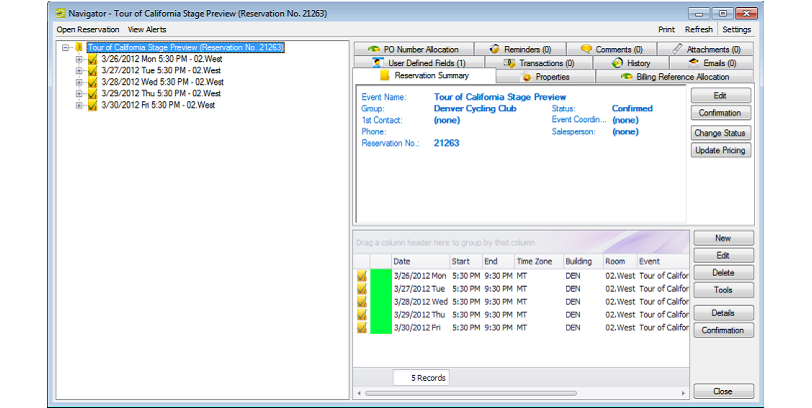 Navigator - Tour of California Stage Preview (Reservation No. 21263)
Open Reservation View Alerts Print Refresh Settings
Tour of California Stage Preview (Reservation No. 21263)
3/26/2012 Mon 5:30 PM - 02.West
3/27/2012 Tue 5:30 PM - 02.West
3/28/2012 Wed 5:30 PM - 02.West
3/29/2012 Thu 5:30 PM - 02.West
3/30/2012 Fri 5:30 PM - 02.West
PO Number Allocation Reminders (0) Comments (0) Attachments (0)
User Defined Fields (1) Transactions (0) History Emails (0)
Reservation Summary Properties Billing Reference Allocation
Event Name: Tour of California Stage Preview
Group: Denver Cycling Club Status: Confirmed
1st Contact: (none) Event Coordin... (none)
Phone: Salesperson: (none)
Reservation No.: 21263
Edit
Confirmation
Change Status
Update Pricing
Drag a column header here to group by that column
Date Start End Time Zone Building Room Event
3/26/2012 Mon 5:30 PM 9:30 PM MT DEN 02.West Tour of Califor
3/27/2012 Tue 5:30 PM 9:30 PM MT DEN 02.West Tour of Califor
3/28/2012 Wed 5:30 PM 9:30 PM MT DEN 02.West Tour of Califor
3/29/2012 Thu 5:30 PM 9:30 PM MT DEN 02.West Tour of Califor
3/30/2012 Fri 5:30 PM 9:30 PM MT DEN 02.West Tour of Califor
5 Records
New
Edit
Delete
Tools
Details
Confirmation
Close